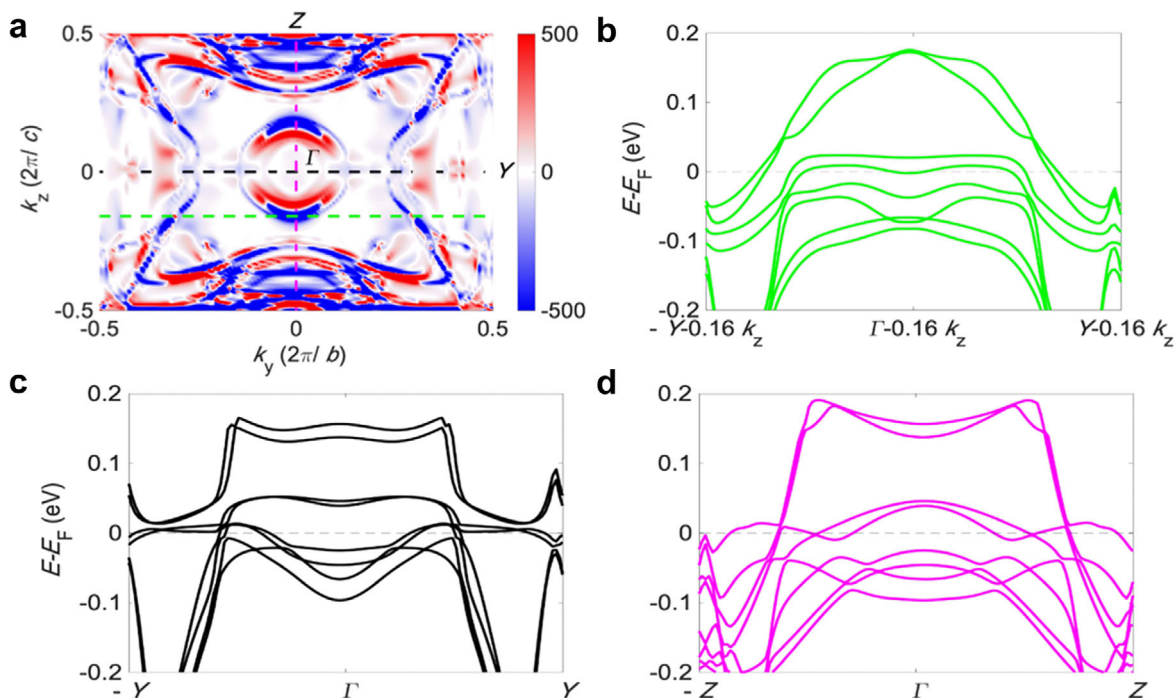 a
Z
0.5
0
-0.5
k_z (2π/ c)
Γ
Y
-0.5 0 0.5
k_y (2π/ b)
500
0
-500
b
0.2
0.1
0
-0.1
-0.2
E-E_F (eV)
- Y-0.16 k_z Γ-0.16 k_z Y-0.16 k_z
c
0.2
0.1
0
-0.1
-0.2
E-E_F (eV)
- Y Γ Y
d
0.2
0.1
0
-0.1
-0.2
- Z Γ Z